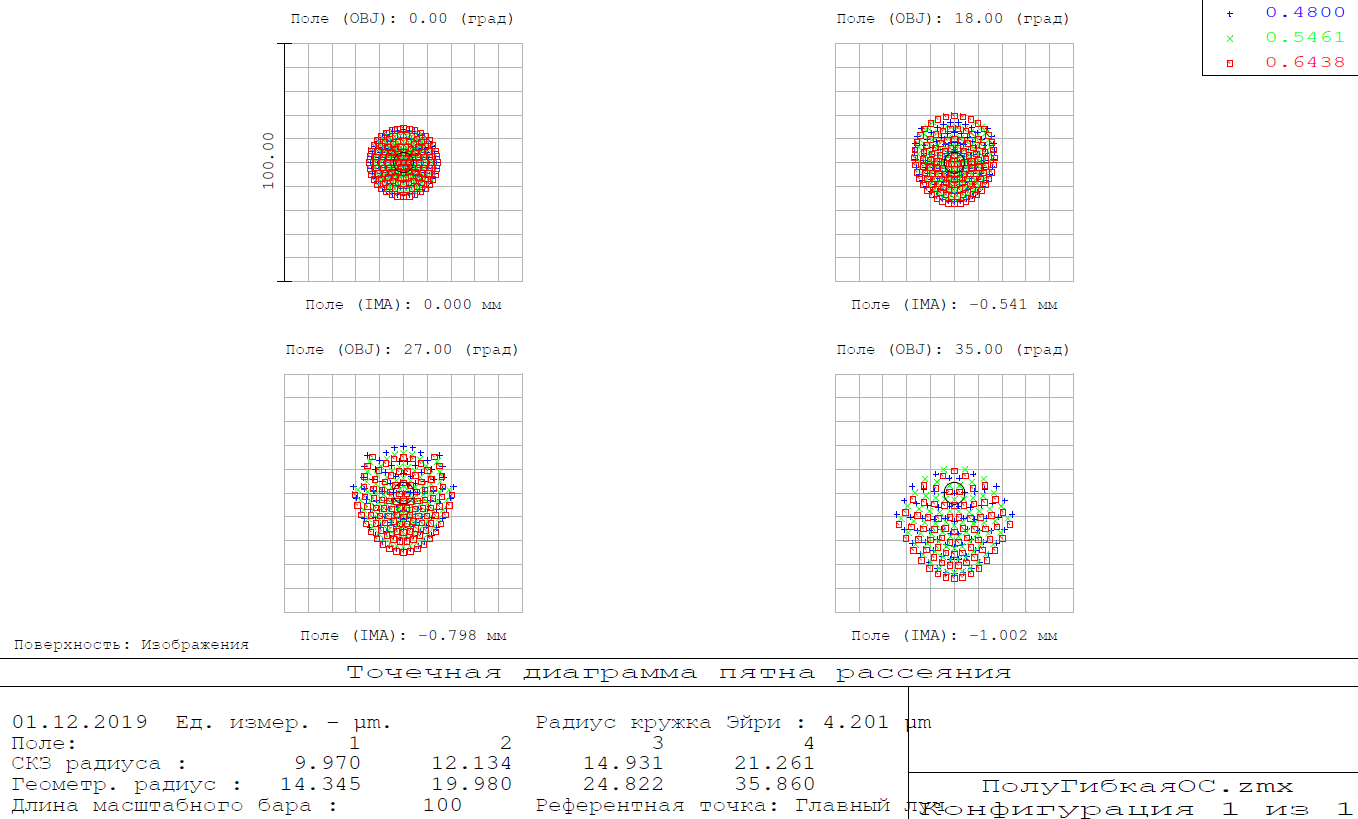 Поле (OBJ): 0.00 (град)
Поле (OBJ): 18.00 (град)
+ 0.4800
× 0.5461
0.6438
100.00
Поле (IMA): 0.000 мм
Поле (IMA): -0.541 мм
Поле (OBJ): 27.00 (град)
Поле (OBJ): 35.00 (град)
Поле (IMA): -0.798 мм
Поле (IMA): -1.002 мм
Поверхность: Изображения
Точечная диаграмма пятна рассеяния
01.12.2019 Ед. измер. - µm. Радиус кружка Эйри : 4.201 µm
Поле: 1 2 3 4
СКЗ радиуса : 9.970 12.134 14.931 21.261
Геометр. радиус : 14.345 19.980 24.822 35.860
Длина масштабного бара : 100 Референтная точка: Главный луч
ПолуГибкаяОС.zmx
Конфигурация 1 из 1